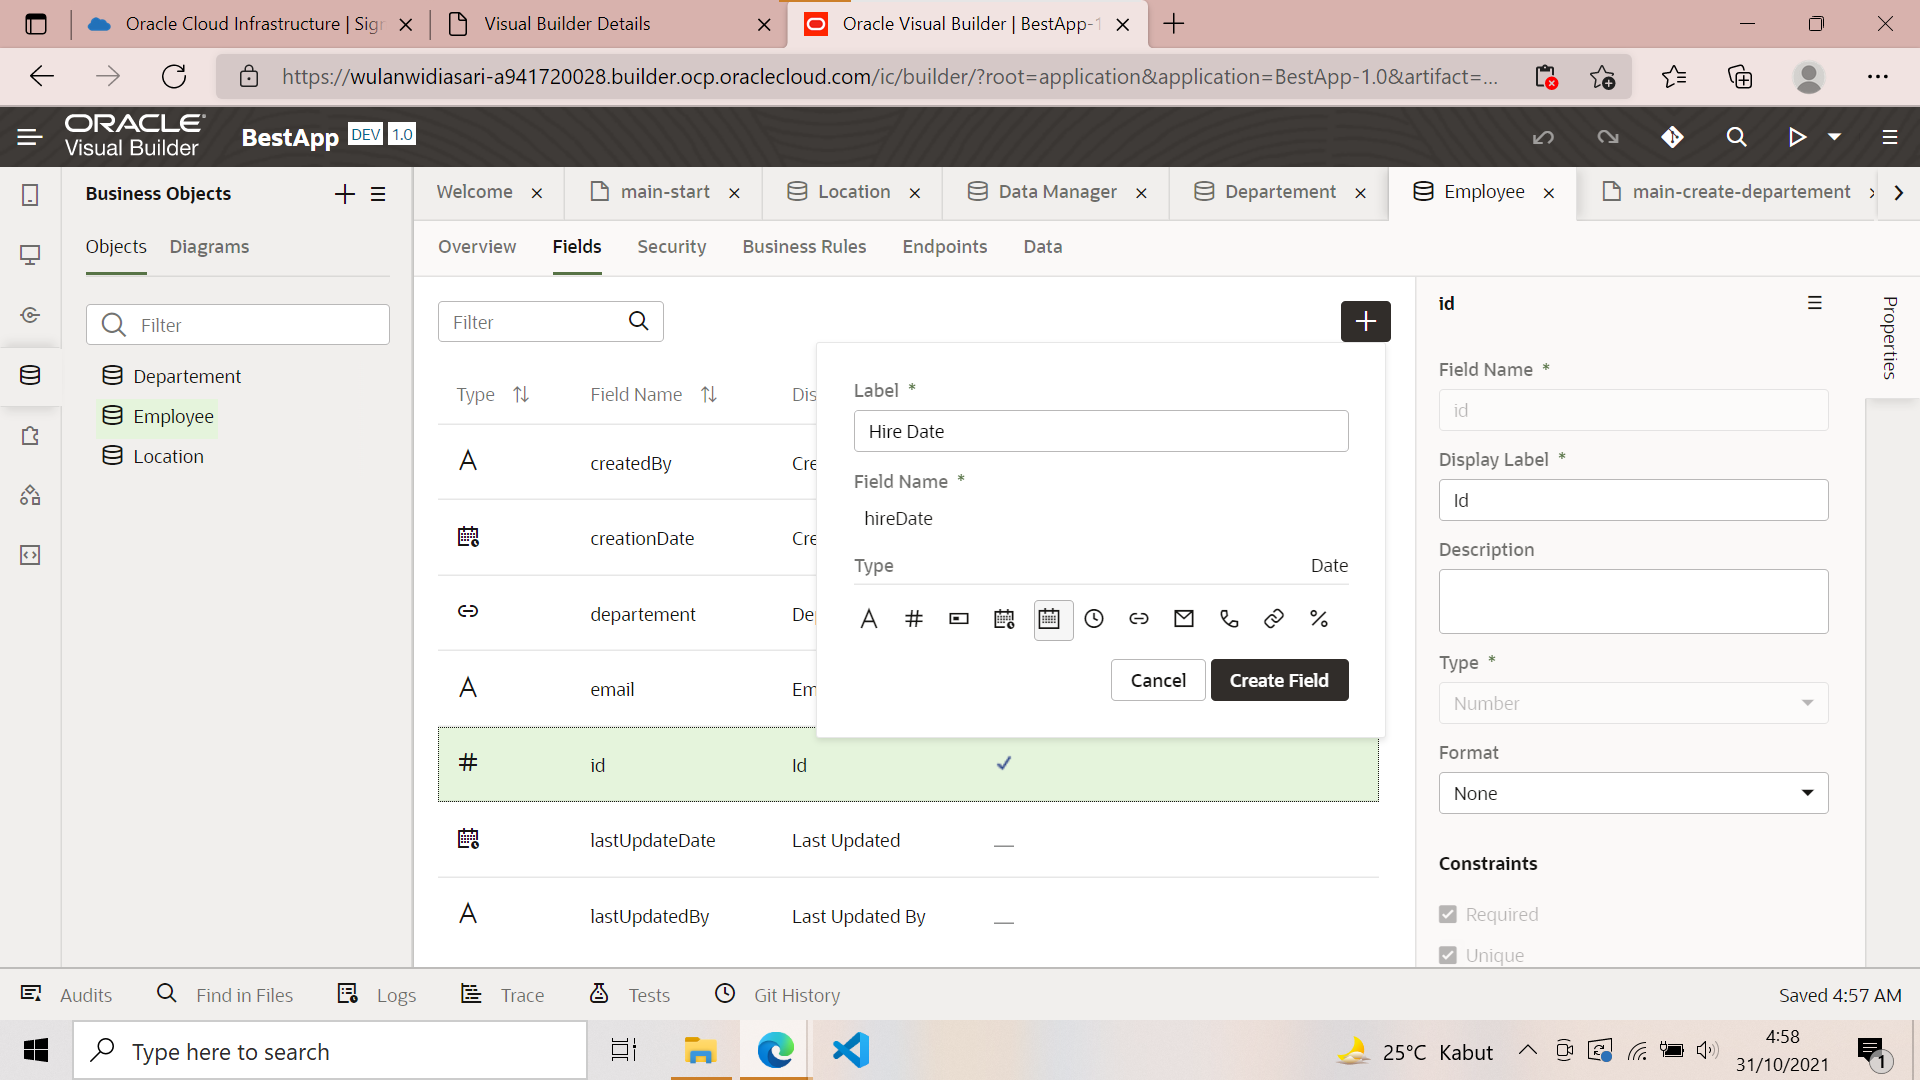 Oracle Cloud Infrastructure | Sign
Visual Builder Details
Oracle Visual Builder | BestApp-1
https://wulanwidiasari-a941720028.builder.ocp.oraclecloud.com/ic/builder/?root=application&application=BestApp-1.0&artifact=...
ORACLE
Visual Builder
BestApp DEV 1.0
Business Objects
Objects Diagrams
Filter
Departement
Employee
Location
Welcome
main-start
Location
Data Manager
Departement
Employee
main-create-departement
Overview Fields Security Business Rules Endpoints Data
Filter
Type Field Name Dis
createdBy Cre
creationDate Cre
departement De
email Em
id Id
lastUpdateDate Last Updated
lastUpdatedBy Last Updated By
Label *
Hire Date
Field Name *
hireDate
Type Date
Cancel Create Field
id
Properties
Field Name *
id
Display Label *
Id
Description
Type *
Number
Format
None
Constraints
Required
Unique
Audits Find in Files Logs Trace Tests Git History
Saved 4:57 AM
Type here to search
25°C Kabut
4:58
31/10/2021
1